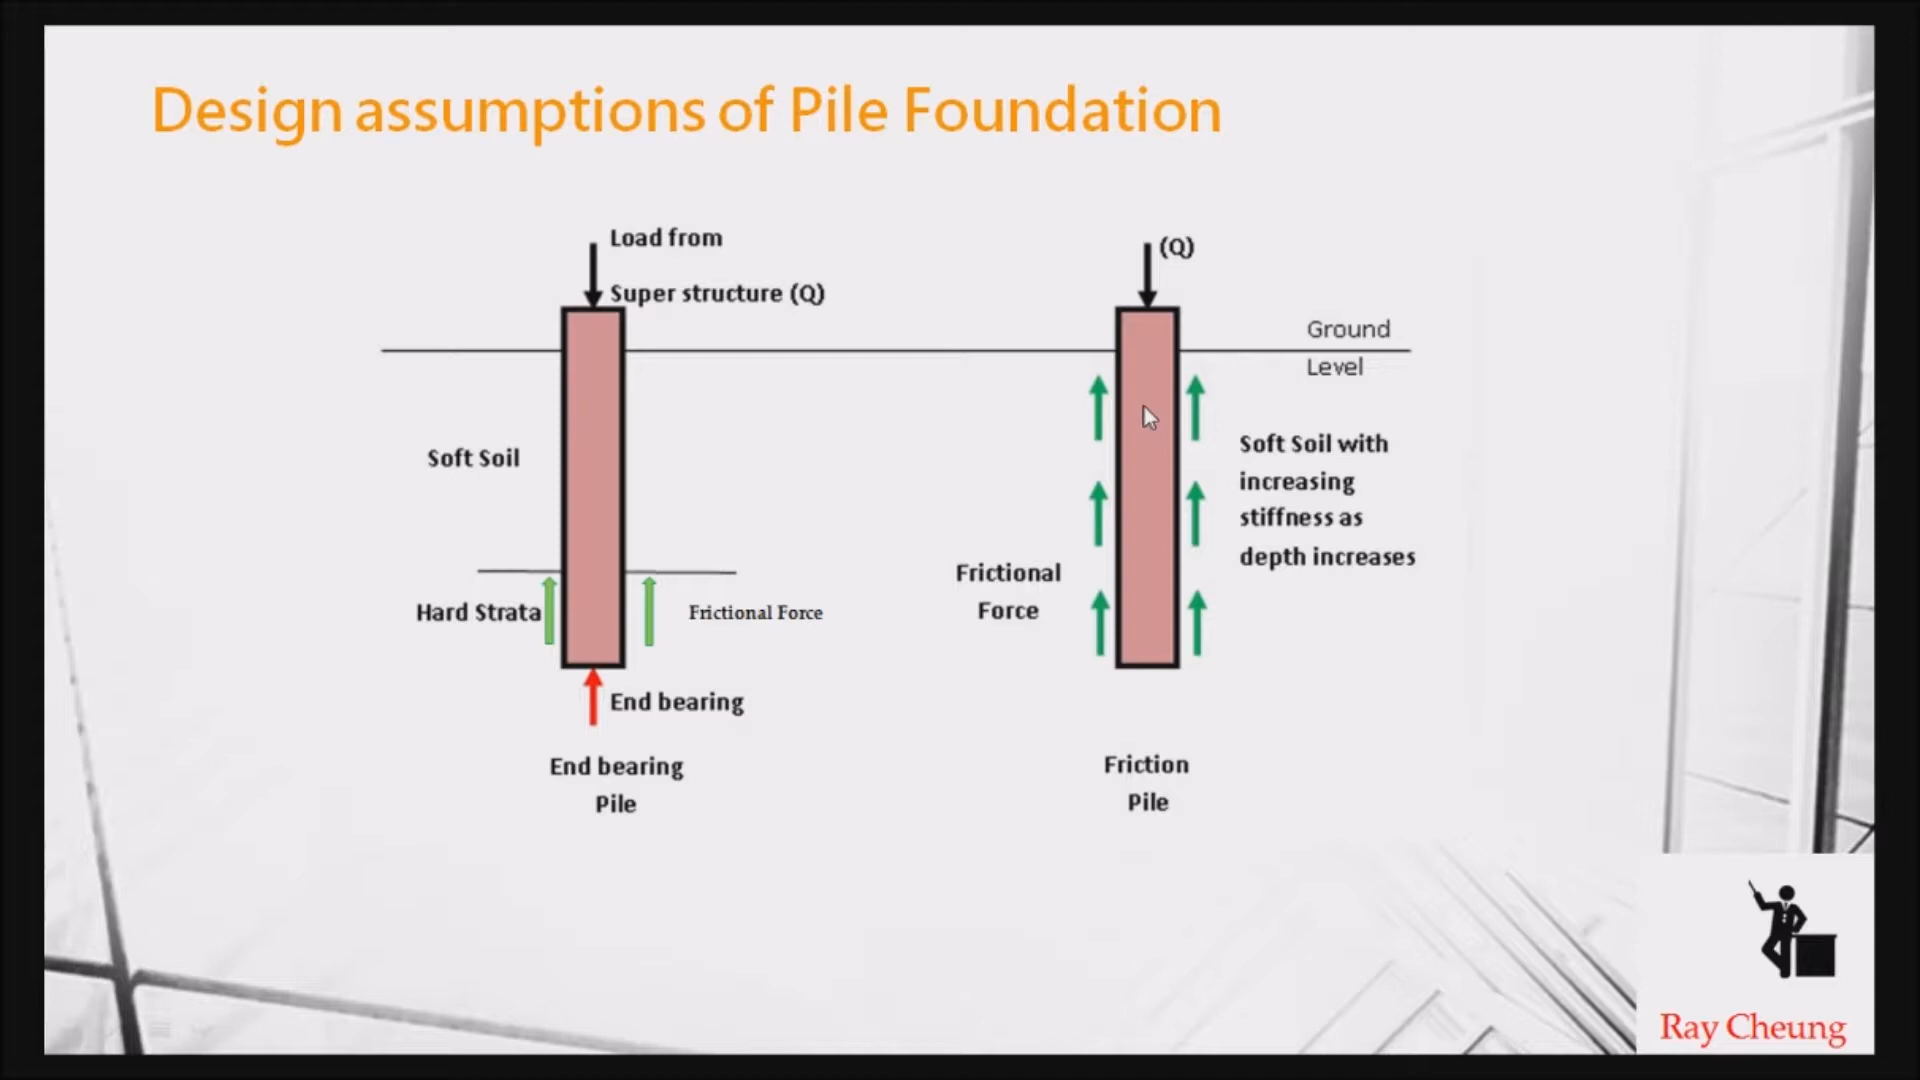 Design assumptions of Pile Foundation
Load from
Super structure (Q)
(Q)
Ground
Level
Soft Soil
Soft Soil with
increasing
stiffness as
depth increases
Hard Strata
Frictional Force
Frictional
Force
End bearing
End bearing
Pile
Friction
Pile
Ray Cheung